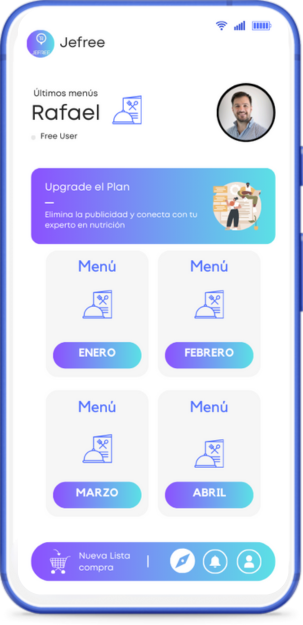 Jefree
Últimos menús
Rafael
Free User
Upgrade el Plan
Elimina la publicidad y conecta con tu
experto en nutrición
Menú
Menú
ENERO
FEBRERO
Menú
Menú
MARZO
ABRIL
Nueva Lista
compra